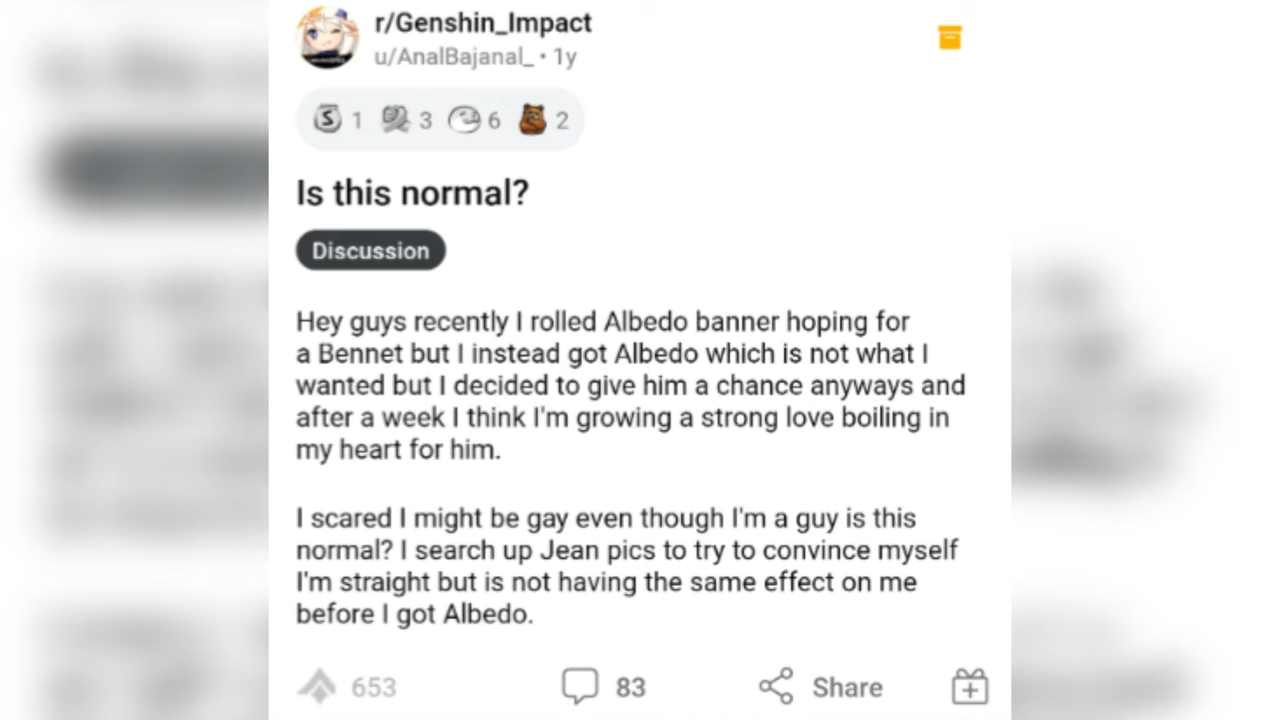 r/Genshin_Impact
u/AnalBajanal_ • 1y
1 3 6 2
Is this normal?
Discussion
Hey guys recently I rolled Albedo banner hoping for
a Bennet but I instead got Albedo which is not what I
wanted but I decided to give him a chance anyways and
after a week I think I'm growing a strong love boiling in
my heart for him.
I scared I might be gay even though I'm a guy is this
normal? I search up Jean pics to try to convince myself
I'm straight but is not having the same effect on me
before I got Albedo.
653 83 Share